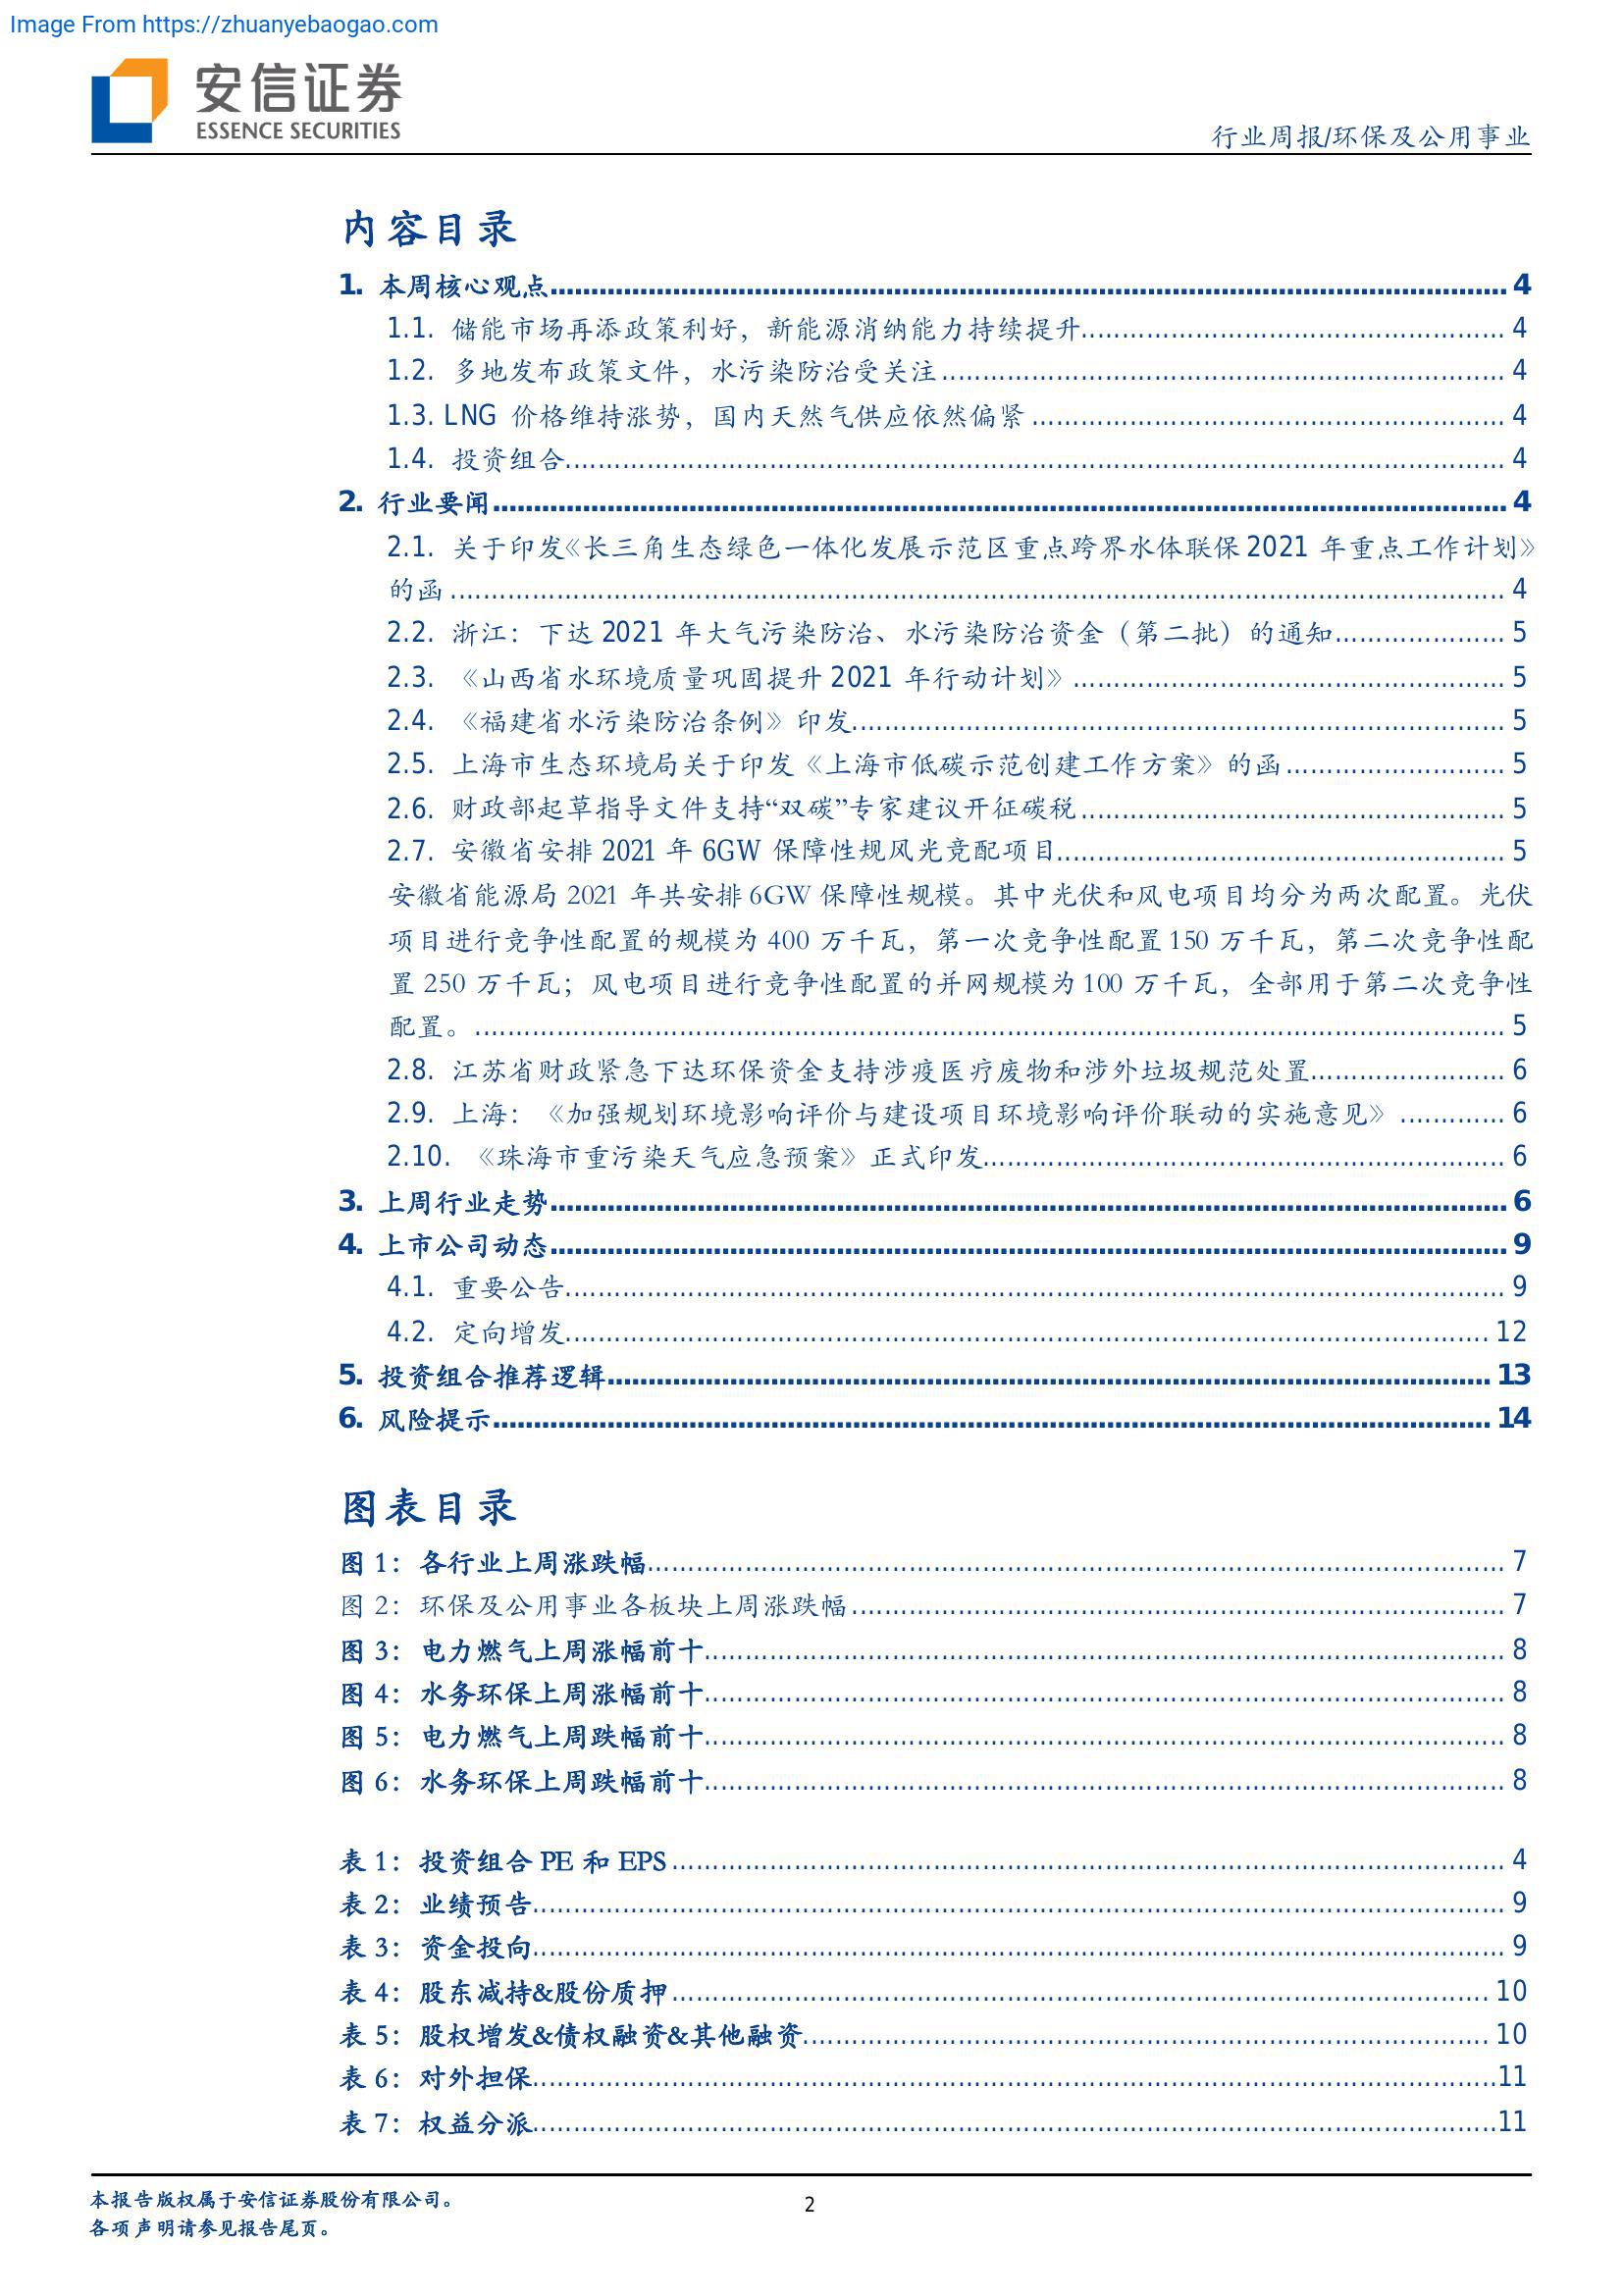 Image From https://zhuanyebaogao.com
安信证券
ESSENCE SECURITIES
行业周报/环保及公用事业
内容目录
1. 本周核心观点 4
1.1. 储能市场再添政策利好，新能源消纳能力持续提升 4
1.2. 多地发布政策文件，水污染防治受关注 4
1.3. LNG 价格维持涨势，国内天然气供应依然偏紧 4
1.4. 投资组合 4
2. 行业要闻 4
2.1. 关于印发《长三角生态绿色一体化发展示范区重点跨界水体联保 2021 年重点工作计划》
的函 4
2.2. 浙江：下达 2021 年大气污染防治、水污染防治资金（第二批）的通知 5
2.3. 《山西省水环境质量巩固提升 2021 年行动计划》 5
2.4. 《福建省水污染防治条例》印发 5
2.5. 上海市生态环境局关于印发《上海市低碳示范创建工作方案》的函 5
2.6. 财政部起草指导文件支持“双碳”专家建议开征碳税 5
2.7. 安徽省安排 2021 年 6GW 保障性规风光竞配项目 5
安徽省能源局 2021 年共安排 6GW 保障性规模。其中光伏和风电项目均分为两次配置。光伏
项目进行竞争性配置的规模为 400 万千瓦，第一次竞争性配置 150 万千瓦，第二次竞争性配
置 250 万千瓦；风电项目进行竞争性配置的并网规模为 100 万千瓦，全部用于第二次竞争性
配置。 5
2.8. 江苏省财政紧急下达环保资金支持涉疫医疗废物和涉外垃圾规范处置 6
2.9. 上海：《加强规划环境影响评价与建设项目环境影响评价联动的实施意见》 6
2.10. 《珠海市重污染天气应急预案》正式印发 6
3. 上周行业走势 6
4. 上市公司动态 9
4.1. 重要公告 9
4.2. 定向增发 12
5. 投资组合推荐逻辑 13
6. 风险提示 14
图表目录
图 1：各行业上周涨跌幅 7
图 2：环保及公用事业各板块上周涨跌幅 7
图 3：电力燃气上周涨幅前十 8
图 4：水务环保上周涨幅前十 8
图 5：电力燃气上周跌幅前十 8
图 6：水务环保上周跌幅前十 8
表 1：投资组合 PE 和 EPS 4
表 2：业绩预告 9
表 3：资金投向 9
表 4：股东减持&股份质押 10
表 5：股权增发&债权融资&其他融资 10
表 6：对外担保 11
表 7：权益分派 11
本报告版权属于安信证券股份有限公司。
各项声明请参见报告尾页。
2